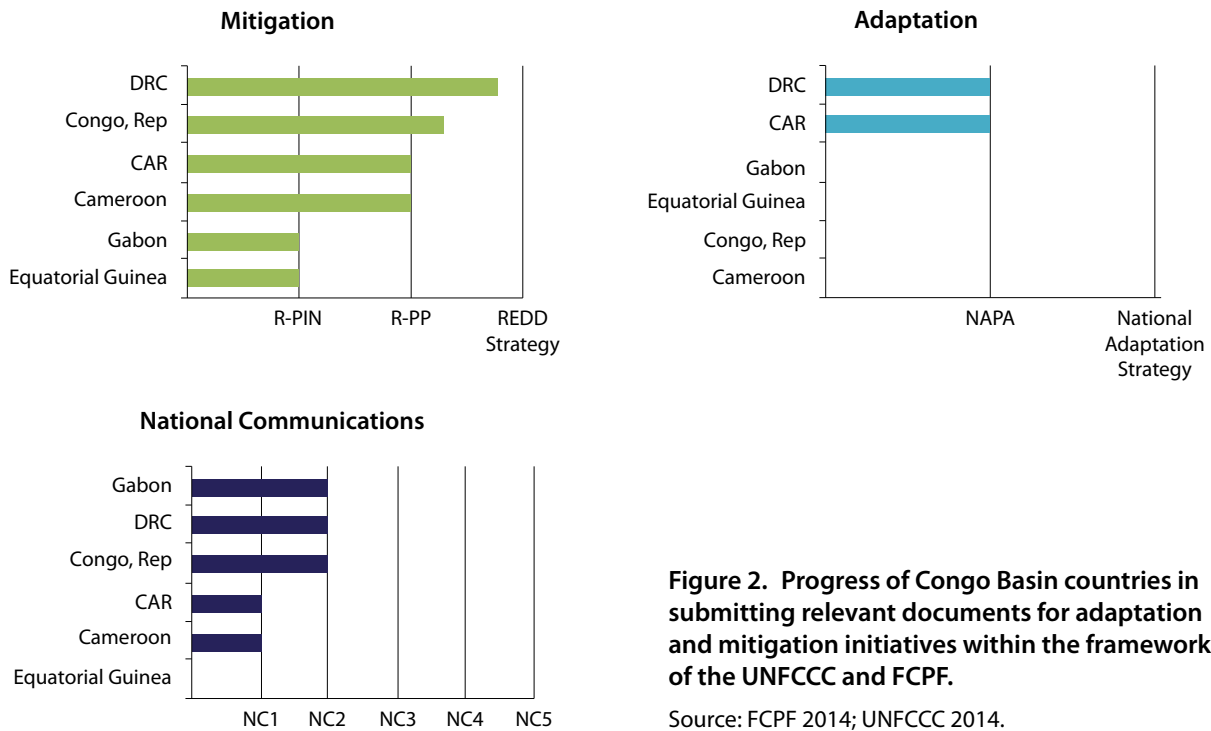 Mitigation
DRC
Congo, Rep
CAR
Cameroon
Gabon
Equatorial Guinea
R-PIN
R-PP
REDD
Strategy
Adaptation
DRC
CAR
Gabon
Equatorial Guinea
Congo, Rep
Cameroon
NAPA
National
Adaptation
Strategy
National Communications
Gabon
DRC
Congo, Rep
CAR
Cameroon
Equatorial Guinea
NC1
NC2
NC3
NC4
NC5
Figure 2. Progress of Congo Basin countries in
submitting relevant documents for adaptation
and mitigation initiatives within the framework
of the UNFCCC and FCPF.
Source: FCPF 2014; UNFCCC 2014.